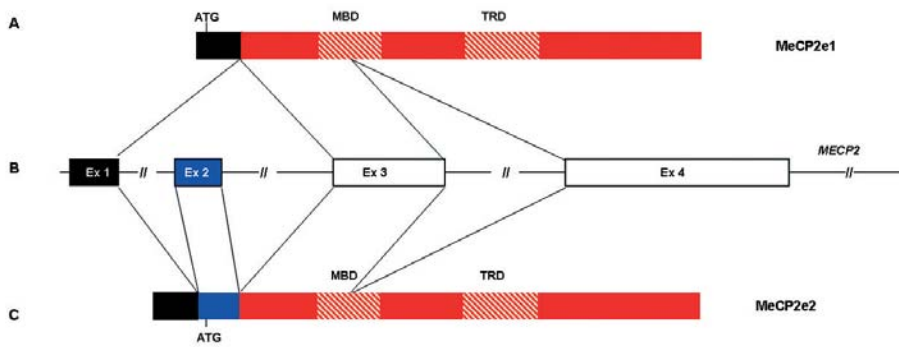 A ATG MBD TRD MeCP2e1
B Ex 1 // Ex 2 // Ex 3 // Ex 4 MECP2 //
C MBD TRD MeCP2e2
ATG